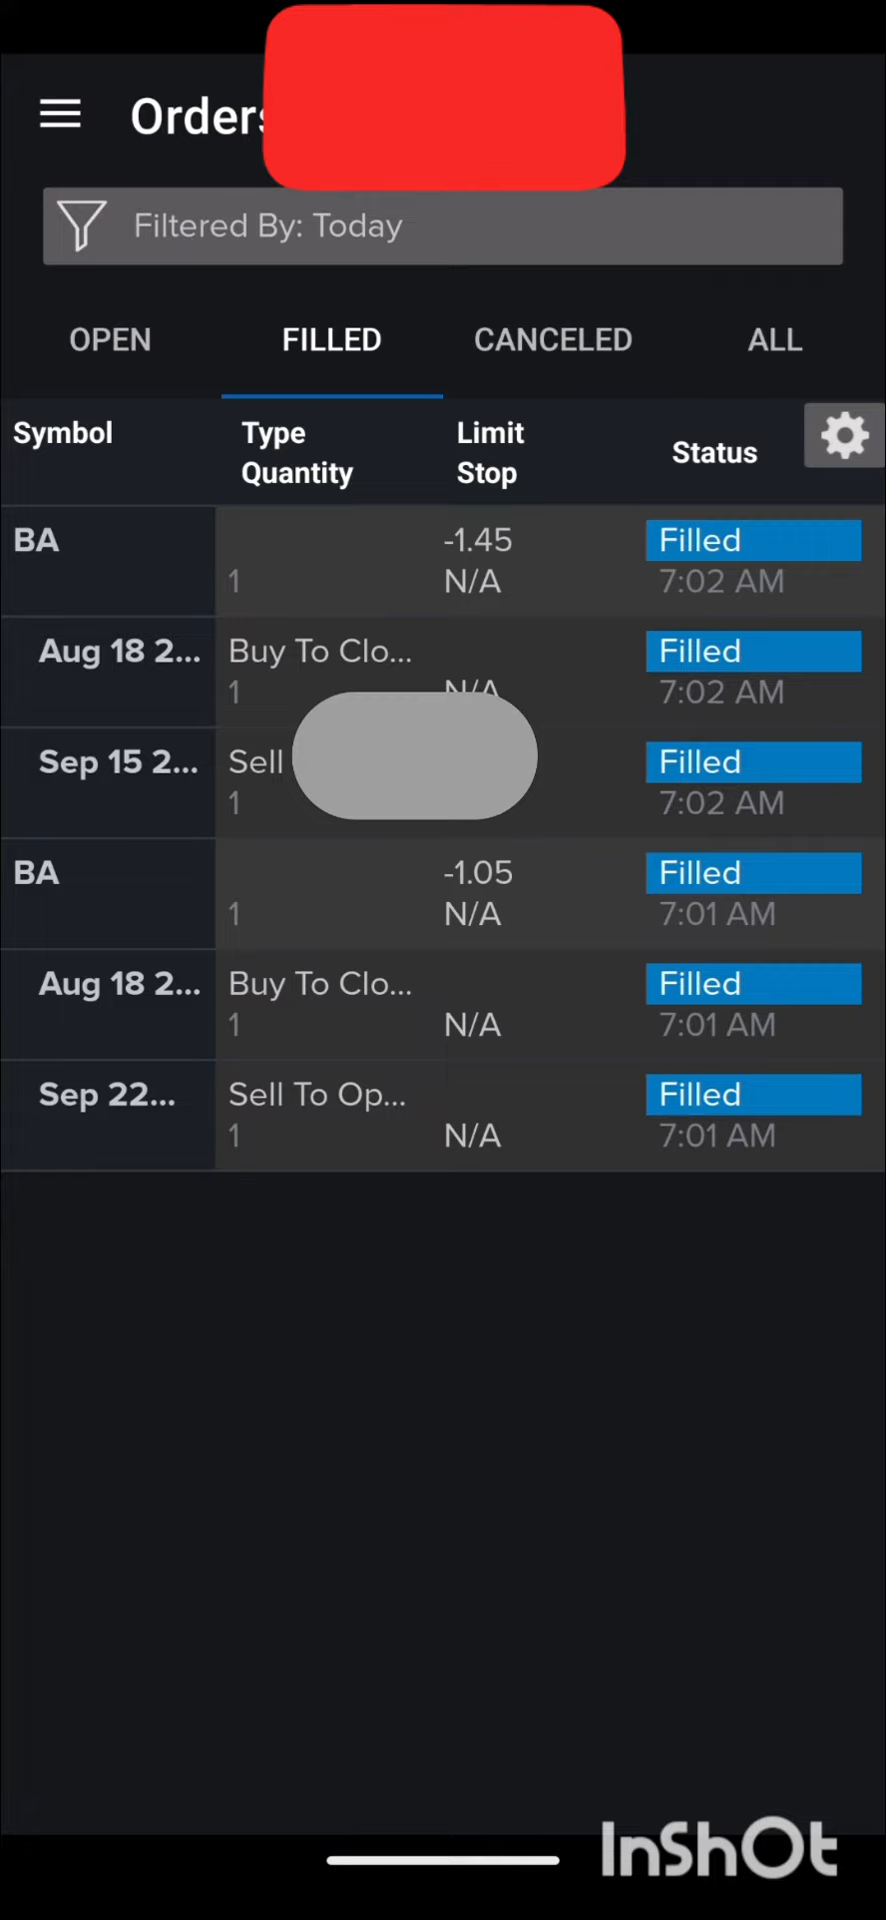 Orders
Filtered By: Today
OPEN FILLED CANCELED ALL
Symbol Type Quantity Limit Stop Status
BA -1.45 Filled
1 N/A 7:02 AM
Aug 18 2... Buy To Clo... Filled
1 N/A 7:02 AM
Sep 15 2... Sell Filled
1 7:02 AM
BA -1.05 Filled
1 N/A 7:01 AM
Aug 18 2... Buy To Clo... Filled
1 N/A 7:01 AM
Sep 22... Sell To Op... Filled
1 N/A 7:01 AM
InShOt